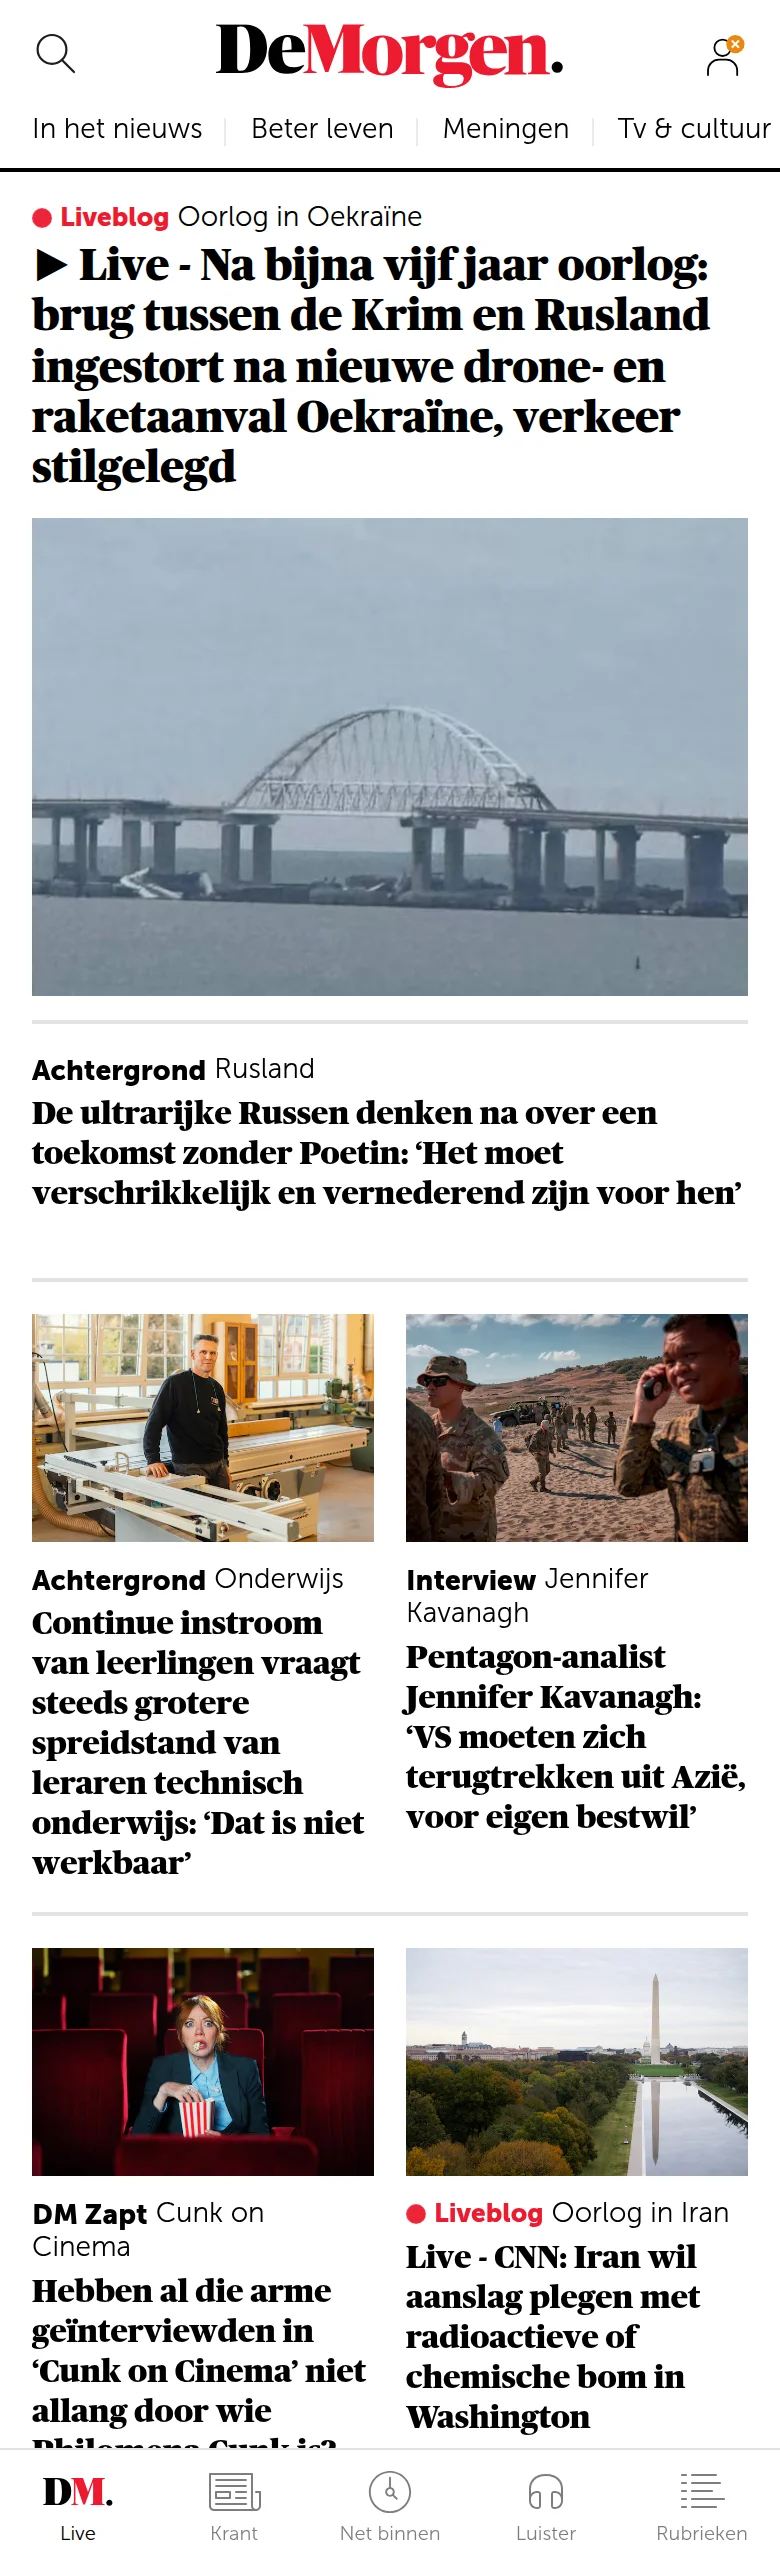 DeMorgen.
In het nieuws
Beter leven
Meningen
Tv & cultuur
Liveblog Oorlog in Oekraïne
► Live - Na bijna vijf jaar oorlog:
brug tussen de Krim en Rusland
ingestort na nieuwe drone- en
raketaanval Oekraïne, verkeer
stilgelegd
Achtergrond Rusland
De ultrarijke Russen denken na over een
toekomst zonder Poetin: ‘Het moet
verschrikkelijk en vernederend zijn voor hen’
Achtergrond Onderwijs
Continue instroom
van leerlingen vraagt
steeds grotere
spreidstand van
leraren technisch
onderwijs: ‘Dat is niet
werkbaar’
Interview Jennifer
Kavanagh
Pentagon-analist
Jennifer Kavanagh:
‘VS moeten zich
terugtrekken uit Azië,
voor eigen bestwil’
DM Zapt Cunk on
Cinema
Hebben al die arme
geïnterviewden in
‘Cunk on Cinema’ niet
allang door wie
Philomena Cunk is?
Liveblog Oorlog in Iran
Live - CNN: Iran wil
aanslag plegen met
radioactieve of
chemische bom in
Washington
DM.
Live
Krant
Net binnen
Luister
Rubrieken